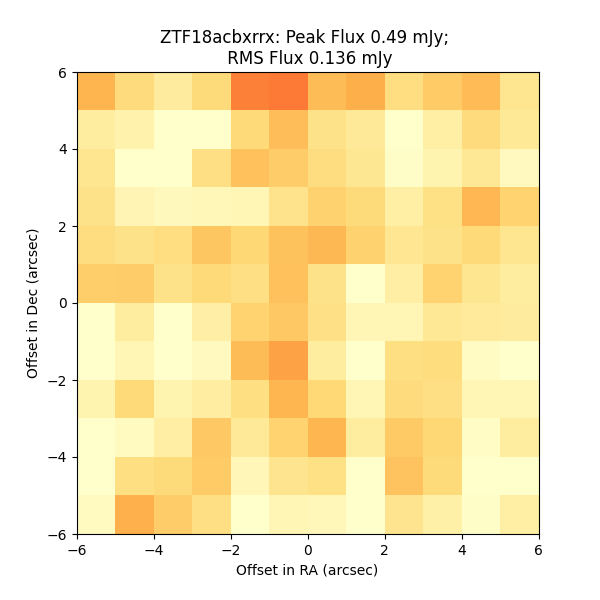 ZTF18acbxrrx: Peak Flux 0.49 mJy;
RMS Flux 0.136 mJy
6
4
2
0
−2
−4
−6
Offset in Dec (arcsec)
−6 −4 −2 0 2 4 6
Offset in RA (arcsec)